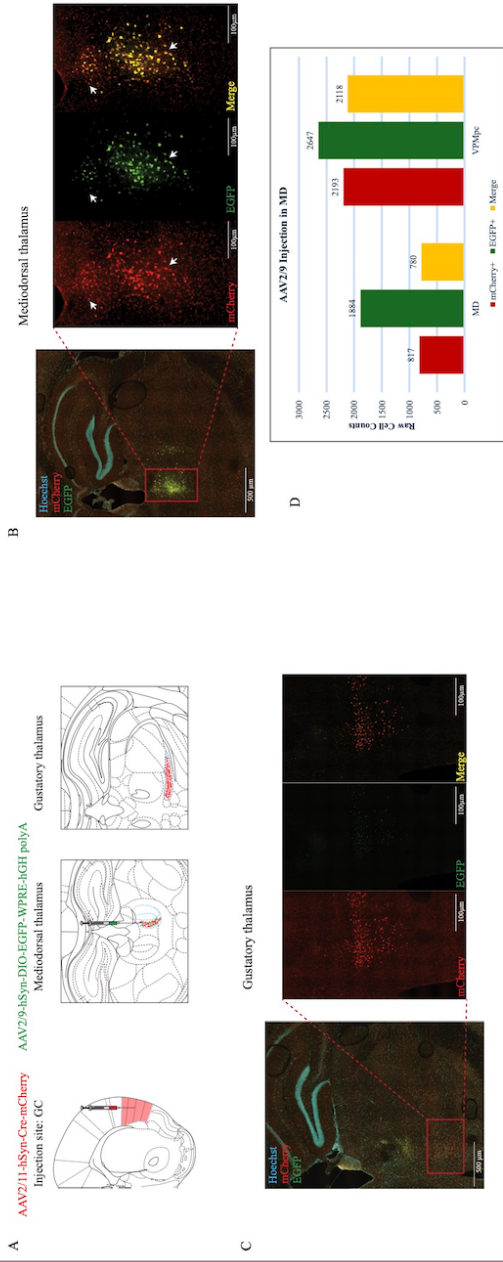 A
AAV2/11-hSyn-Cre-mCherry
AAV2/9-hSyn-DIO-EGFP-WPRE-hGH polyA
Injection site: GC
Mediodorsal thalamus
Gustatory thalamus
B
Mediodorsal thalamus
Hoechst
mCherry
EGFP
500 μm
mCherry
100μm
EGFP
100μm
Merge
100μm
C
Gustatory thalamus
Hoechst
mCherry
EGFP
500 μm
mCherry
100μm
EGFP
100μm
Merge
100μm
D
AAV2/9 Injection in MD
Raw Cell Counts
3000
2500
2000
1500
1000
500
0
817
1884
780
2193
2647
2118
MD
VPMpc
mCherry+
EGFP+
Merge